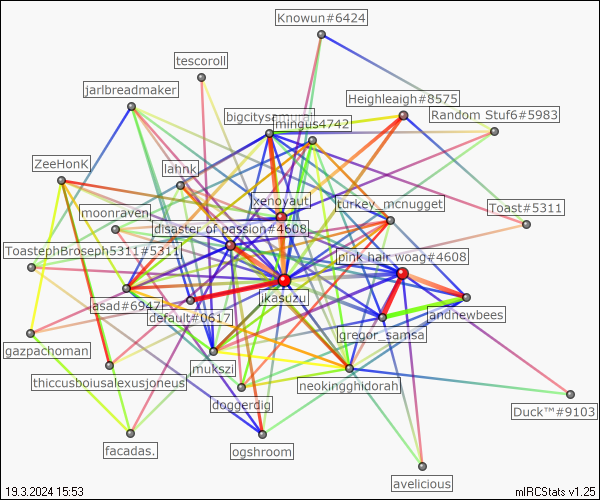 Knowun#6424
tescoroll
jarlbreadmaker
Heighleigh#8575
bigcitysamurai
mingus4742
Random Stuf6#5983
ZeeHonk
lahnk
xenoyaut
turkey_mcnugget
moonraven
Toast#5311
disaster of passion#4608
ToastephBroseph5311#5311
pink hair woag#4608
asad#6947
ikasuzu
default#0617
andnewbees
gregor_samsa
gazpachoman
mukszi
thiccusboiusalexusjoneus
neokingghidorah
doggerdig
Duck™#9103
facadas.
ogshroom
avelicious
19.3.2024 15:53
mIRCStats v1.25